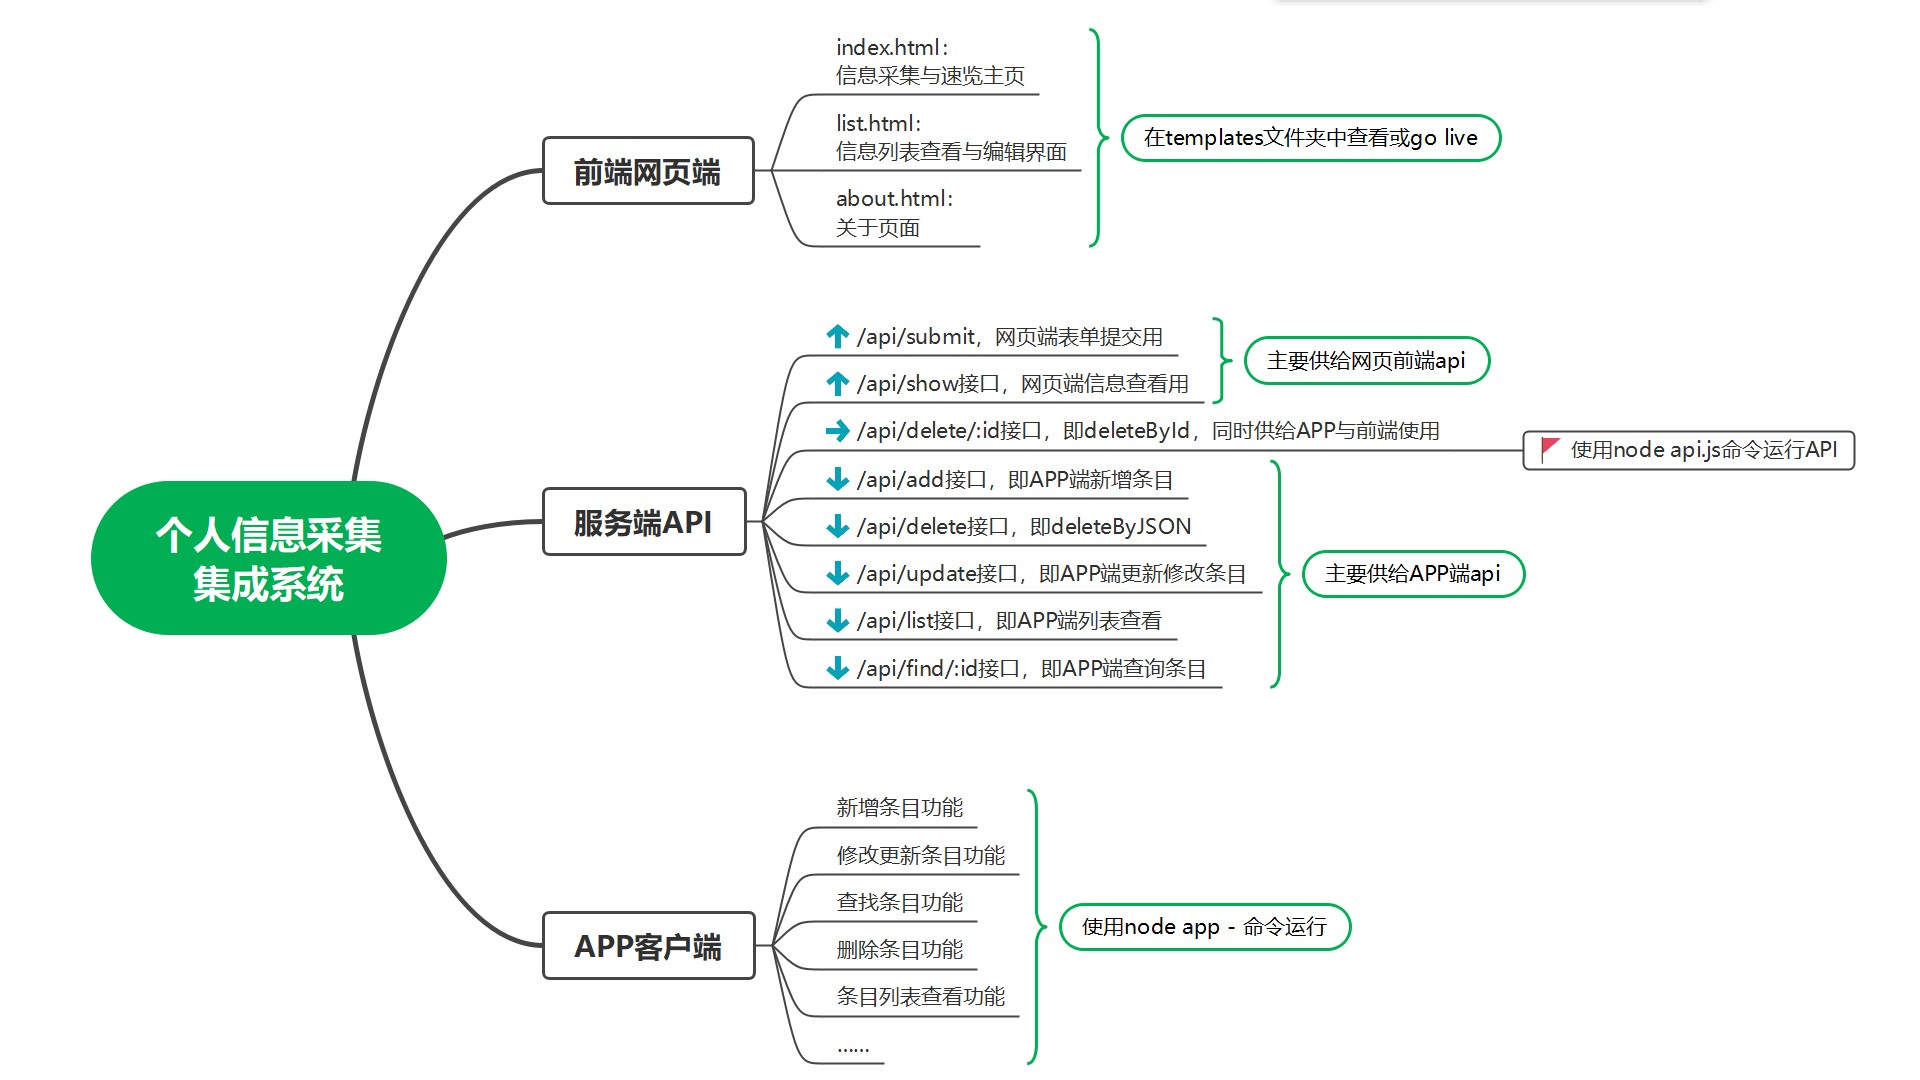 个人信息采集
集成系统
前端网页端
index.html：
信息采集与速览主页
list.html：
信息列表查看与编辑界面
about.html：
关于页面
在templates文件夹中查看或go live
服务端API
/api/submit，网页端表单提交用
/api/show接口，网页端信息查看用
主要供给网页前端api
/api/delete/:id接口，即deleteById，同时供给APP与前端使用
使用node api.js命令运行API
/api/add接口，即APP端新增条目
/api/delete接口，即deleteByJSON
/api/update接口，即APP端更新修改条目
/api/list接口，即APP端列表查看
/api/find/:id接口，即APP端查询条目
主要供给APP端api
APP客户端
新增条目功能
修改更新条目功能
查找条目功能
删除条目功能
条目列表查看功能
......
使用node app - 命令运行